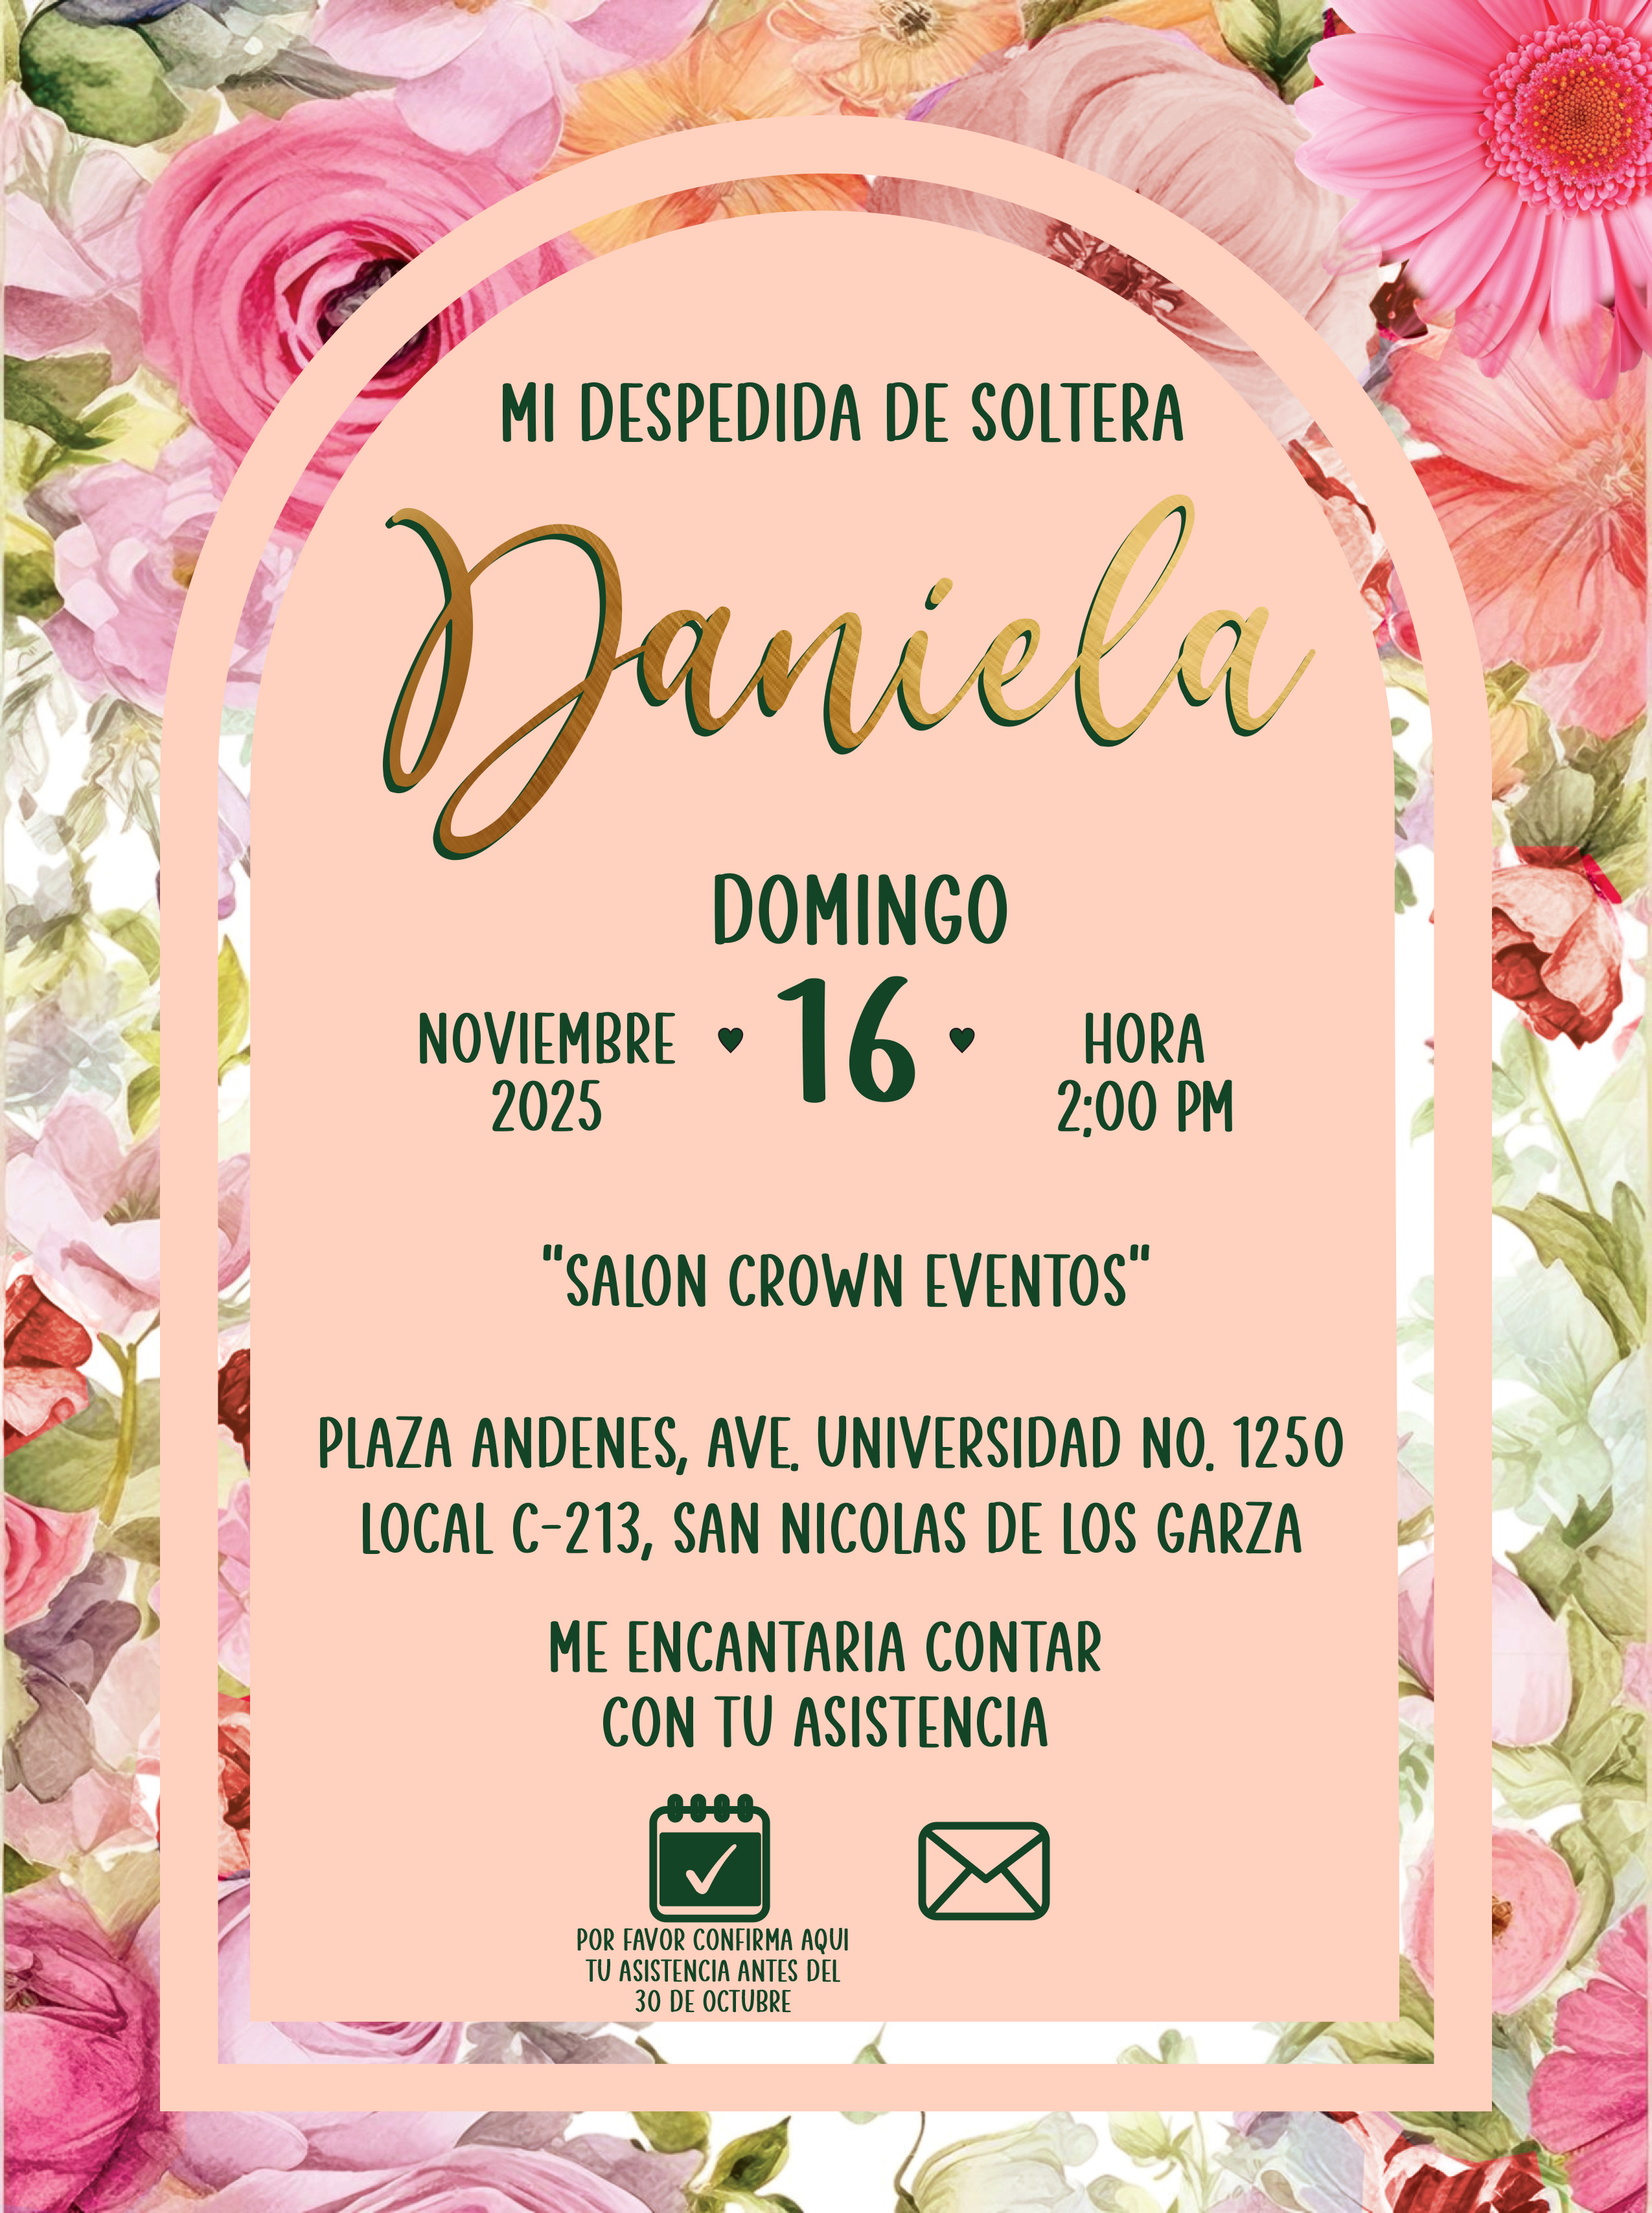 MI DESPEDIDA DE SOLTERA
Daniela
DOMINGO
NOVIEMBRE
2025
16
HORA
2:00 PM
"SALON CROWN EVENTOS"
PLAZA ANDENES, AVE. UNIVERSIDAD NO. 1250
LOCAL C-213, SAN NICOLAS DE LOS GARZA
ME ENCANTARIA CONTAR
CON TU ASISTENCIA
POR FAVOR CONFIRMA AQUI
TU ASISTENCIA ANTES DEL
30 DE OCTUBRE